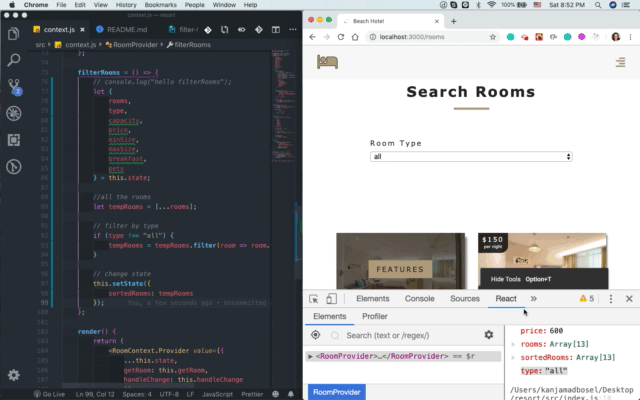 Chrome File Edit View History Bookmarks People Window Help
100% Sat 8:52 PM
context.js — resort
context.js
README.md
filter-r
src › context.js › RoomProvider › filterRooms
};
75 filterRooms = () => {
76 // console.log("hello filterRooms");
77 let {
78 rooms,
79 type,
80 capacity,
81 price,
82 minSize,
83 maxSize,
84 breakfast,
85 pets
86 } = this.state;
87
88 //all the rooms
89 let tempRooms = [...rooms];
90
91 // filter by type
92 if (type !== "all") {
93 tempRooms = tempRooms.filter(room => room.
94 }
95
96 // change state
97 this.setState({
98 sortedRooms: tempRooms
99 }); You, a few seconds ago • Uncommitted
100 };
101
102 render() {
103 return (
104 <RoomContext.Provider value={{
105 ...this.state,
106 getRoom: this.getRoom,
107 handleChange: this.handleChange
Go Live Ln 99, Col 12 Spaces: 4 UTF-8 LF JavaScript Prettier
Beach Hotel
localhost:3000/rooms
Search Rooms
Room Type
all
FEATURES
$150
per night
Hide Tools Option+T
Elements Console Sources React » 5
Elements Profiler
Search (text or /regex/)
<RoomProvider>…</RoomProvider> == $r
RoomProvider
price: 600
rooms: Array[13]
sortedRooms: Array[13]
type: "all"
/Users/kanjamadbosel/Desktop
/resort/src/index.js:10